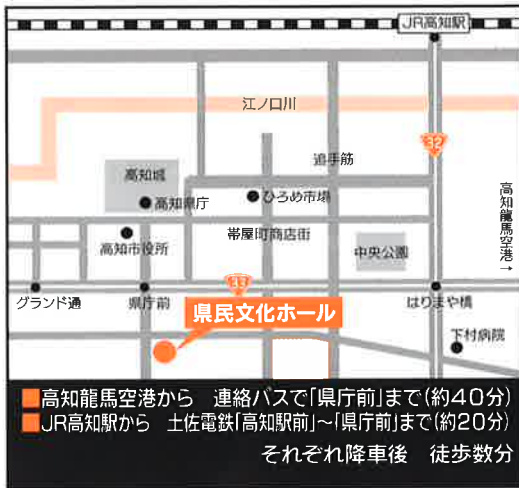 JR高知駅
江ノ口川
32
追手筋
高知城
高知県庁
ひろめ市場
高知龍馬空港→
高知市役所
帯屋町商店街
中央公園
33
グランド通
県庁前
はりまや橋
県民文化ホール
下村病院
■高知龍馬空港から 連絡バスで「県庁前」まで(約40分)
■JR高知駅から 土佐電鉄「高知駅前」～「県庁前」まで(約20分)
それぞれ降車後 徒歩数分